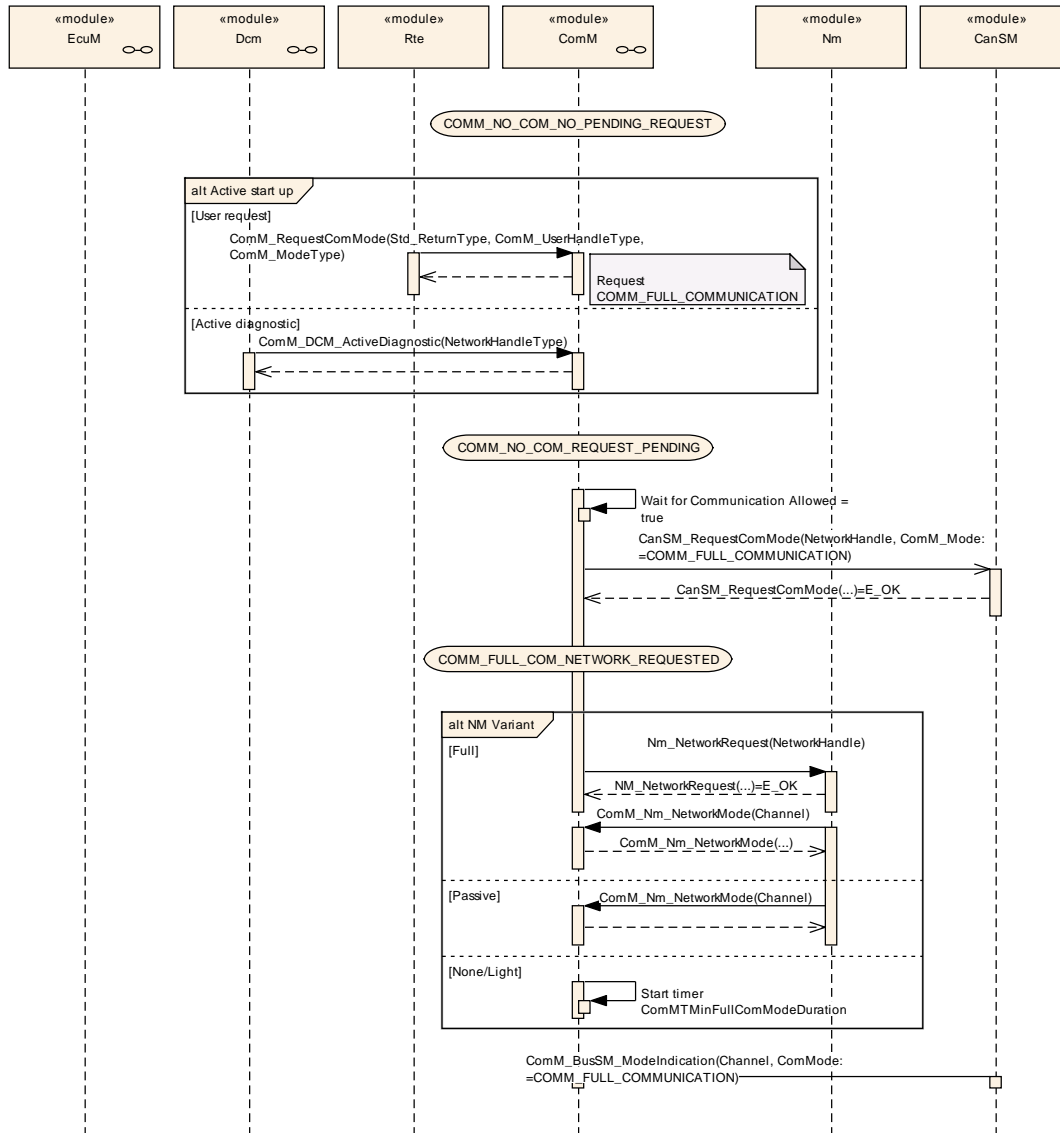 «module»
EcuM
«module»
Dcm
«module»
Rte
«module»
ComM
«module»
Nm
«module»
CanSM
COMM_NO_COM_NO_PENDING_REQUEST
alt Active start up
[User request]
ComM_RequestComMode(Std_ReturnType, ComM_UserHandleType,
ComM_ModeType)
Request
COMM_FULL_COMMUNICATION
[Active diagnostic]
ComM_DCM_ActiveDiagnostic(NetworkHandleType)
COMM_NO_COM_REQUEST_PENDING
Wait for Communication Allowed =
true
CanSM_RequestComMode(NetworkHandle, ComM_Mode:
=COMM_FULL_COMMUNICATION)
CanSM_RequestComMode(...)=E_OK
COMM_FULL_COM_NETWORK_REQUESTED
alt NM Variant
[Full]
Nm_NetworkRequest(NetworkHandle)
NM_NetworkRequest(...)=E_OK
ComM_Nm_NetworkMode(Channel)
ComM_Nm_NetworkMode(...)
[Passive]
ComM_Nm_NetworkMode(Channel)
[None/Light]
Start timer
ComMTMinFullComModeDuration
ComM_BusSM_ModeIndication(Channel, ComMode:
=COMM_FULL_COMMUNICATION)